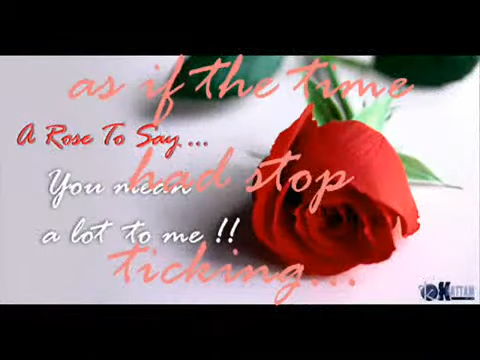 as if the time
A Rose To Say...
had stop
You mean
a lot to me !!
ticking...